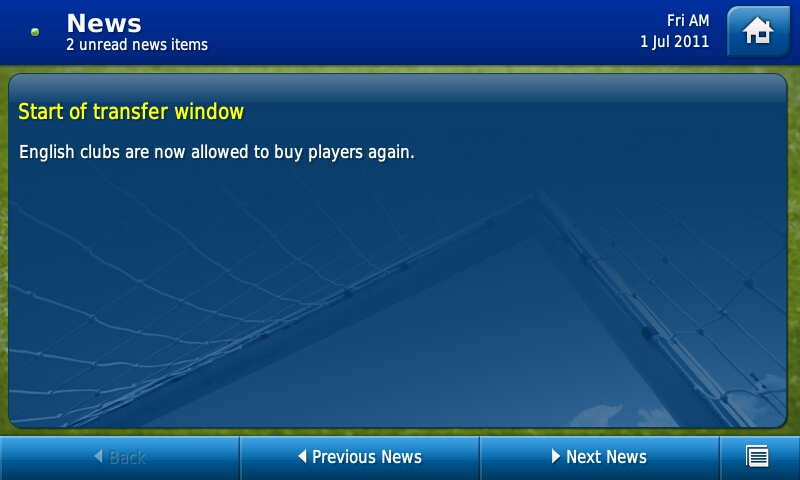 News
2 unread news items
Fri AM
1 Jul 2011
Start of transfer window
English clubs are now allowed to buy players again.
Back
Previous News
Next News